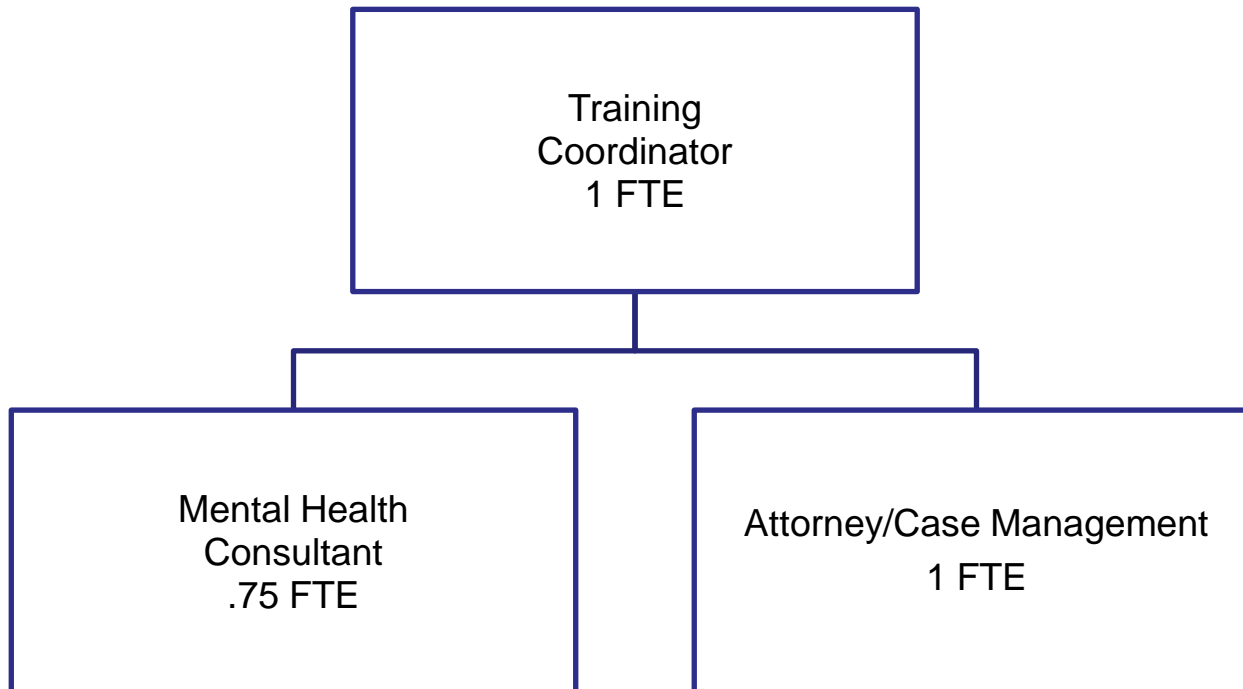 Training
Coordinator
1 FTE
Mental Health
Consultant
.75 FTE
Attorney/Case Management
1 FTE